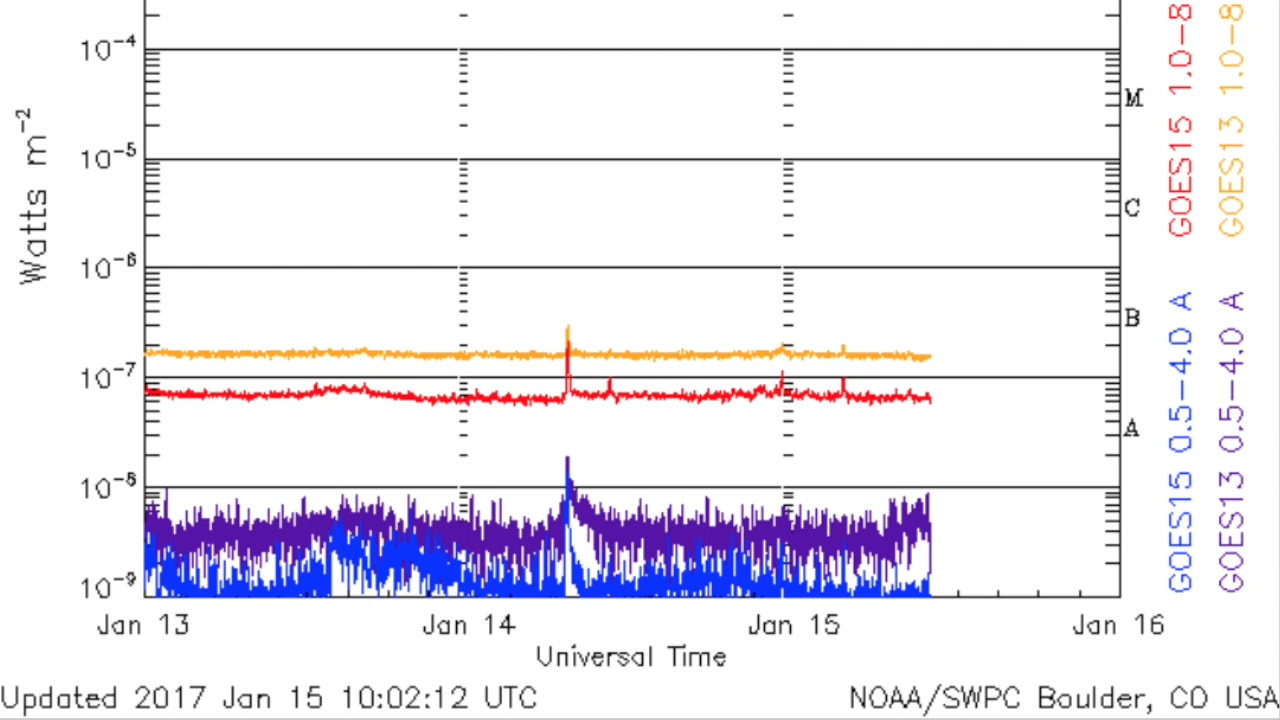 10-4
10-5
10-6
10-7
10-8
10-9
Watts m-2
M
C
B
A
GOES15 0.5-4.0 A GOES15 1.0-8
GOES13 0.5-4.0 A GOES13 1.0-8
Jan 13 Jan 14 Jan 15 Jan 16
Universal Time
Updated 2017 Jan 15 10:02:12 UTC NOAA/SWPC Boulder, CO USA